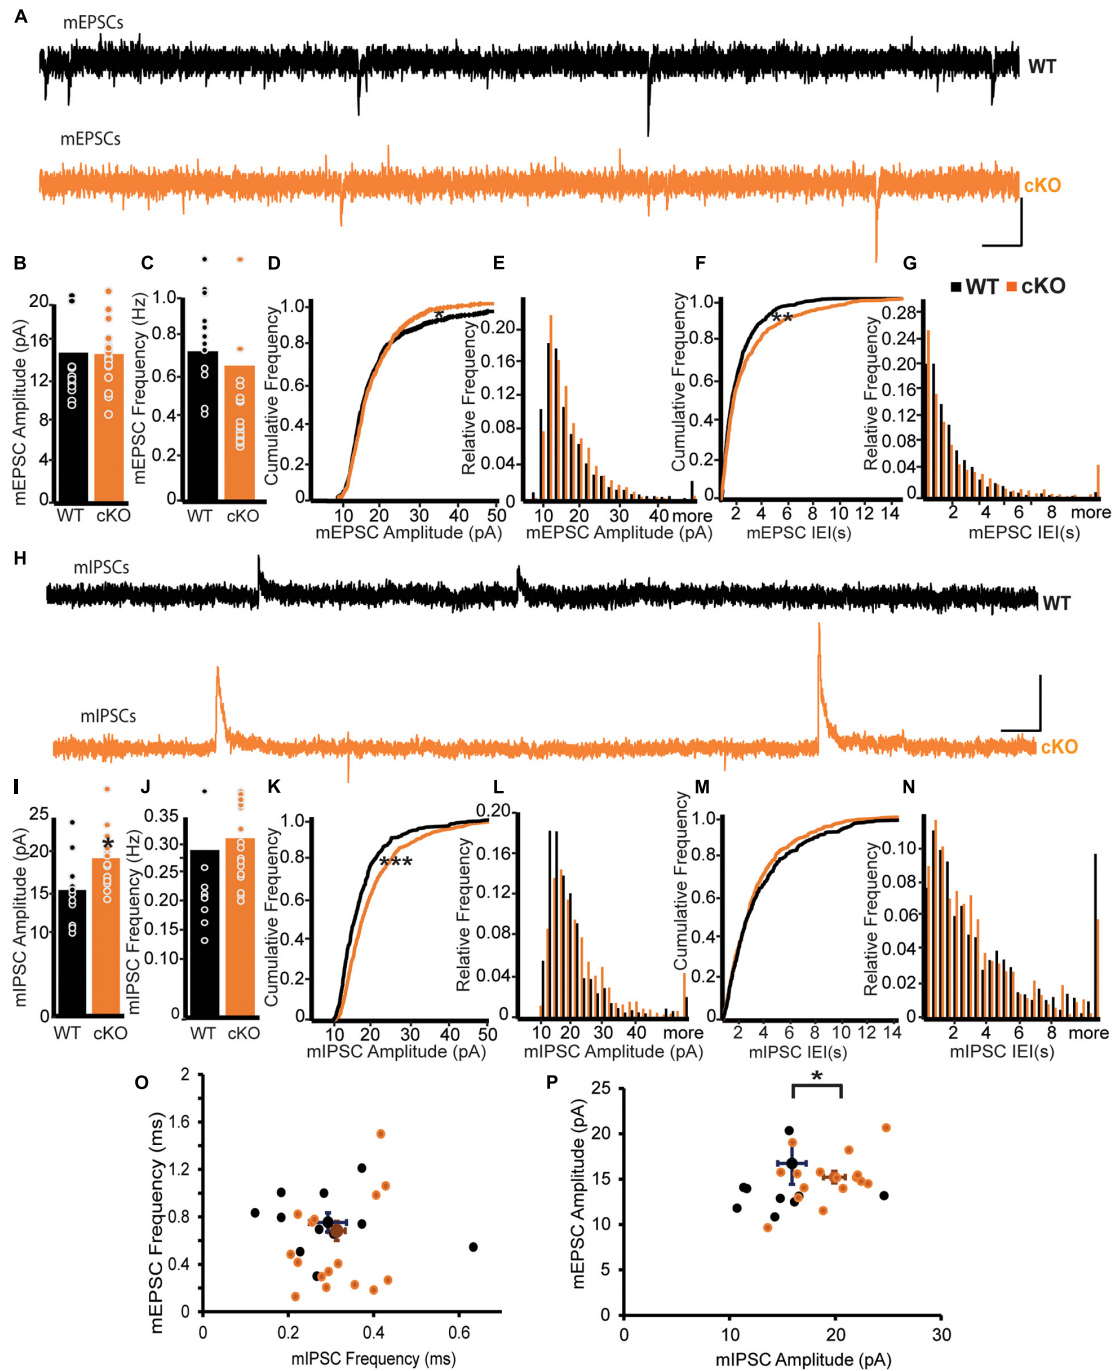 A
mEPSCs
WT
mEPSCs
cKO
B
mEPSC Amplitude (pA)
20
16
12
8
4
0
WT cKO
C
mEPSC Frequency (Hz)
1.0
0.8
0.6
0.4
0.2
0
WT cKO
D
Cumulative Frequency
1.0
0.8
0.6
0.4
0.2
0
*
10 20 30 40 50
mEPSC Amplitude (pA)
E
Relative Frequency
0.20
0.16
0.12
0.08
0.04
0
10 20 30 40 more
mEPSC Amplitude (pA)
F
Cumulative Frequency
1.0
0.8
0.6
0.4
0.2
0
**
2 4 6 8 10 12 14
mEPSC IEI(s)
G
WT cKO
Relative Frequency
0.28
0.24
0.20
0.16
0.12
0.08
0.04
0
2 4 6 8 more
mEPSC IEI(s)
H
mIPSCs
WT
mIPSCs
cKO
I
mIPSC Amplitude (pA)
25
20
15
10
5
0
*
WT cKO
J
mIPSC Frequency (Hz)
0.35
0.30
0.20
0.10
0
WT cKO
K
Cumulative Frequency
1.0
0.8
0.6
0.4
0.2
0
***
10 20 30 40 50
mIPSC Amplitude (pA)
L
Relative Frequency
0.20
0.16
0.12
0.08
0.04
0
10 20 30 40 more
mIPSC Amplitude (pA)
M
Cumulative Frequency
1.0
0.8
0.6
0.4
0.2
0
2 4 6 8 10 12 14
mIPSC IEI(s)
N
Relative Frequency
0.10
0.08
0.06
0.04
0.02
0
2 4 6 8 more
mIPSC IEI(s)
O
mEPSC Frequency (ms)
2
1.6
1.2
0.8
0.4
0
0 0.2 0.4 0.6
mIPSC Frequency (ms)
P
*
mEPSC Amplitude (pA)
25
20
15
10
5
0
0 10 20 30
mIPSC Amplitude (pA)